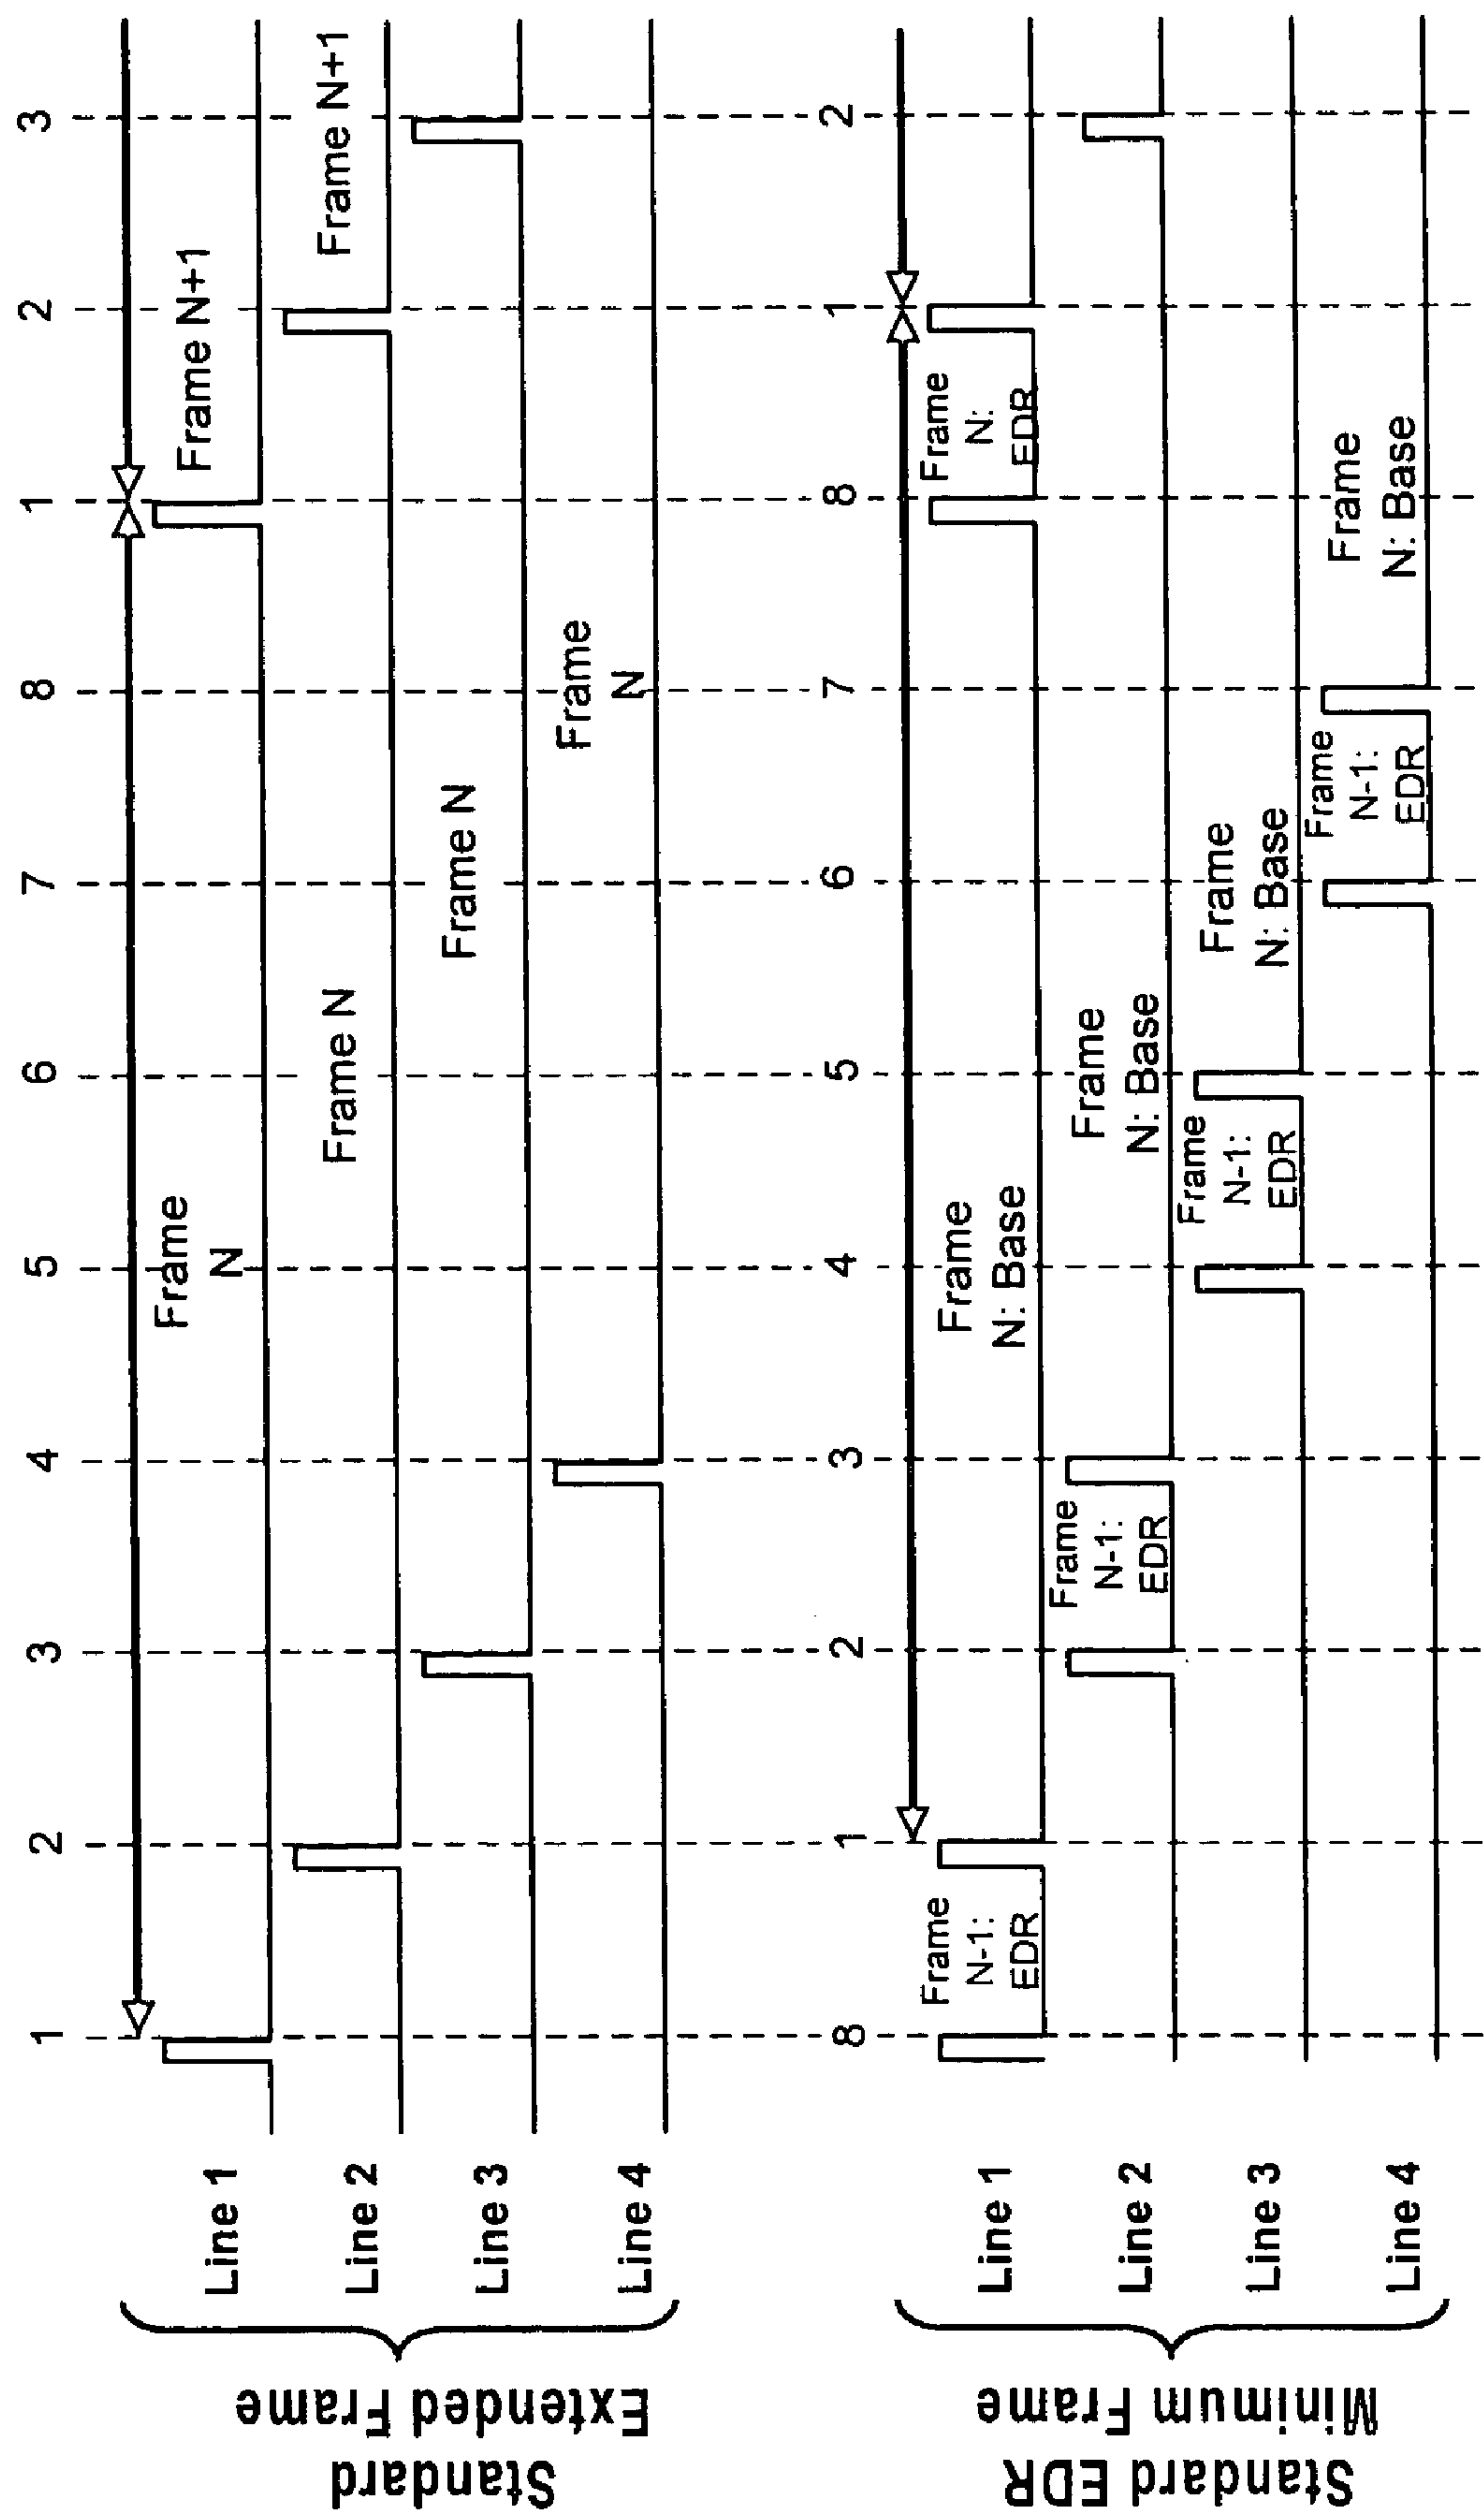 Standard
Extended Frame
1 2 3 4 5 6 7 8 1 2 3
Line 1
Frame
N
Frame N+1
Line 2
Frame N
Frame N+1
Line 3
Frame N
Line 4
Frame
N
Standard EDR
Minimum Frame
8 1 2 3 4 5 6 7 8 1 2
Line 1
Frame
N-1:
EDR
Frame
N: Base
Frame
N:
EDR
Line 2
Frame
N-1:
EDR
Frame
N: Base
Line 3
Frame
N-1:
EDR
Frame
N: Base
Line 4
Frame
N-1:
EDR
Frame
N: Base